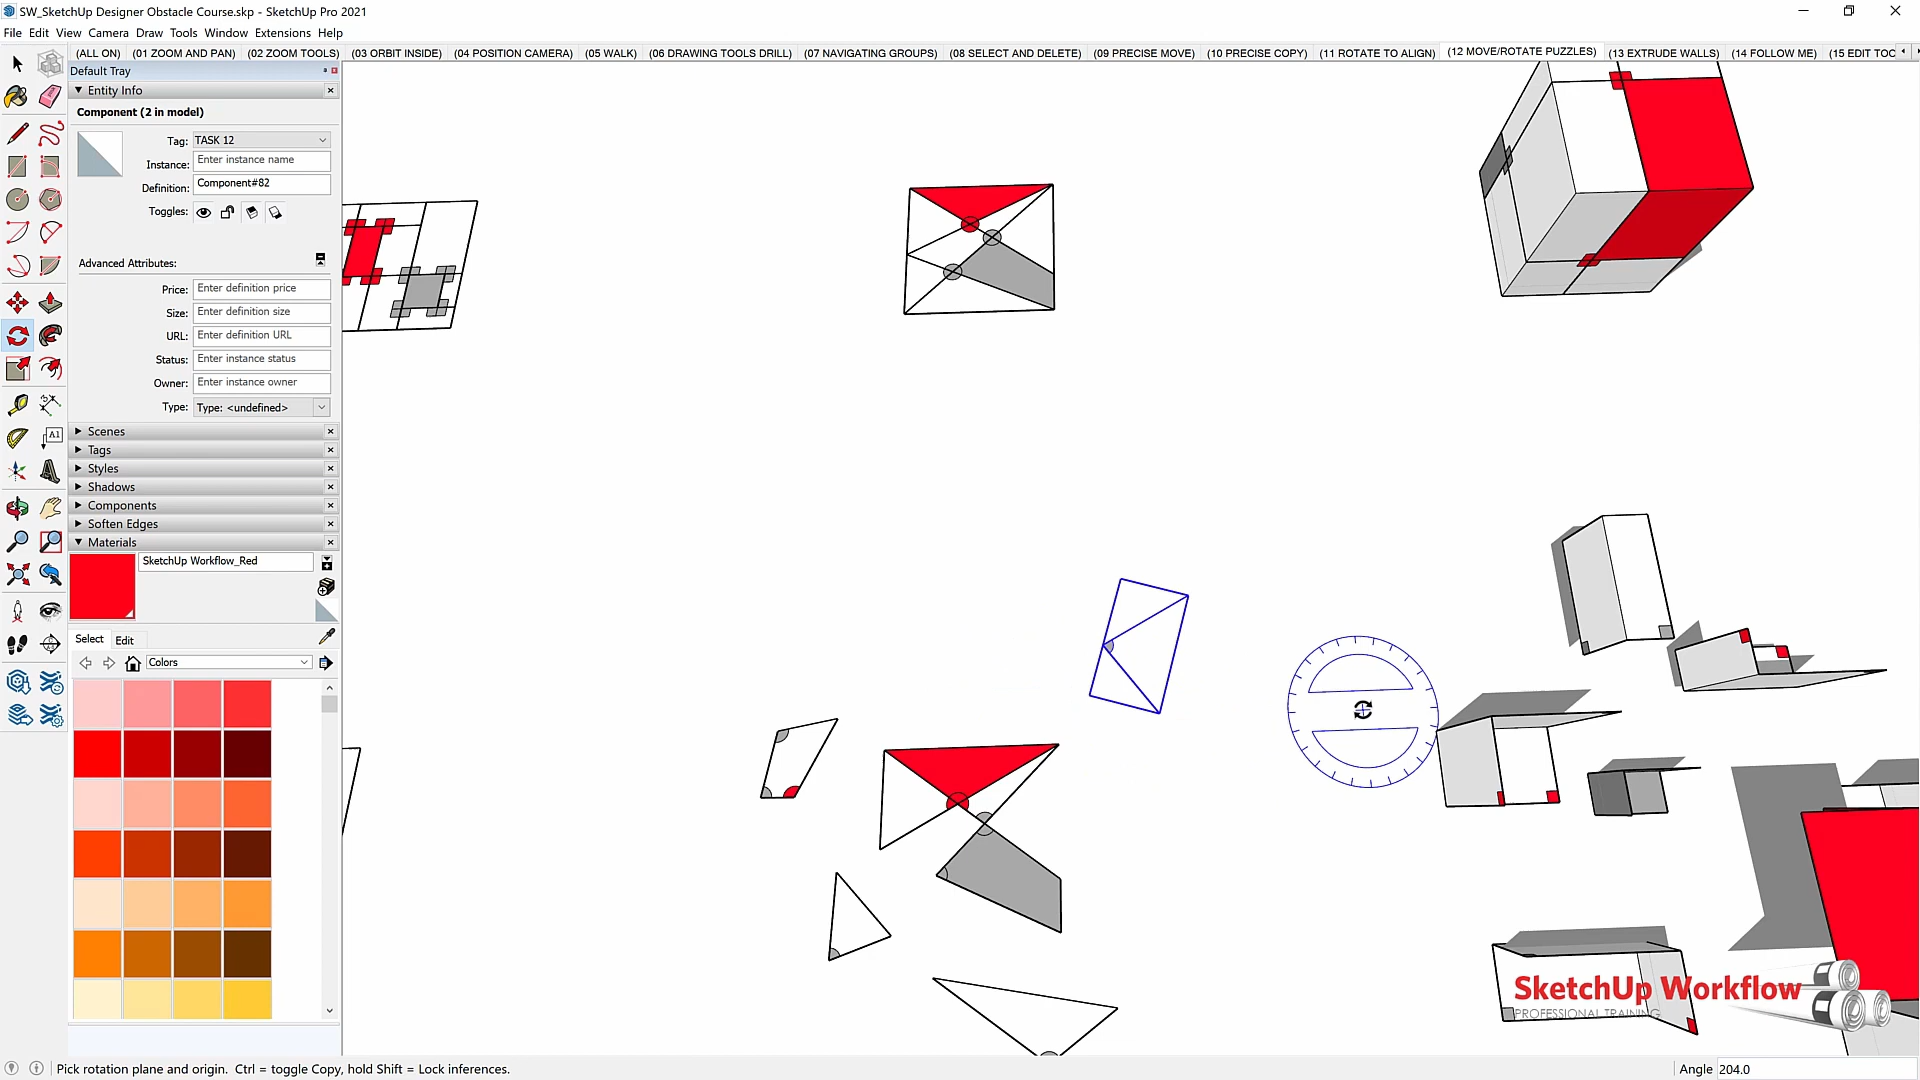 SW_SketchUp Designer Obstacle Course.skp - SketchUp Pro 2021
File Edit View Camera Draw Tools Window Extensions Help
(ALL ON) (01 ZOOM AND PAN) (02 ZOOM TOOLS) (03 ORBIT INSIDE) (04 POSITION CAMERA) (05 WALK) (06 DRAWING TOOLS DRILL) (07 NAVIGATING GROUPS) (08 SELECT AND DELETE) (09 PRECISE MOVE) (10 PRECISE COPY) (11 ROTATE TO ALIGN) (12 MOVE/ROTATE PUZZLES) (13 EXTRUDE WALLS) (14 FOLLOW ME) (15 EDIT TOO
Default Tray
Entity Info
Component (2 in model)
Tag: TASK 12
Instance: Enter instance name
Definition: Component#82
Toggles:
Advanced Attributes:
Price: Enter definition price
Size: Enter definition size
URL: Enter definition URL
Status: Enter instance status
Owner: Enter instance owner
Type: Type: <undefined>
Scenes
Tags
Styles
Shadows
Components
Soften Edges
Materials
SketchUp Workflow_Red
Select Edit
Colors
A1
SketchUp Workflow
PROFESSIONAL TRAINING
Pick rotation plane and origin. Ctrl = toggle Copy, hold Shift = Lock inferences.
Angle 204.0